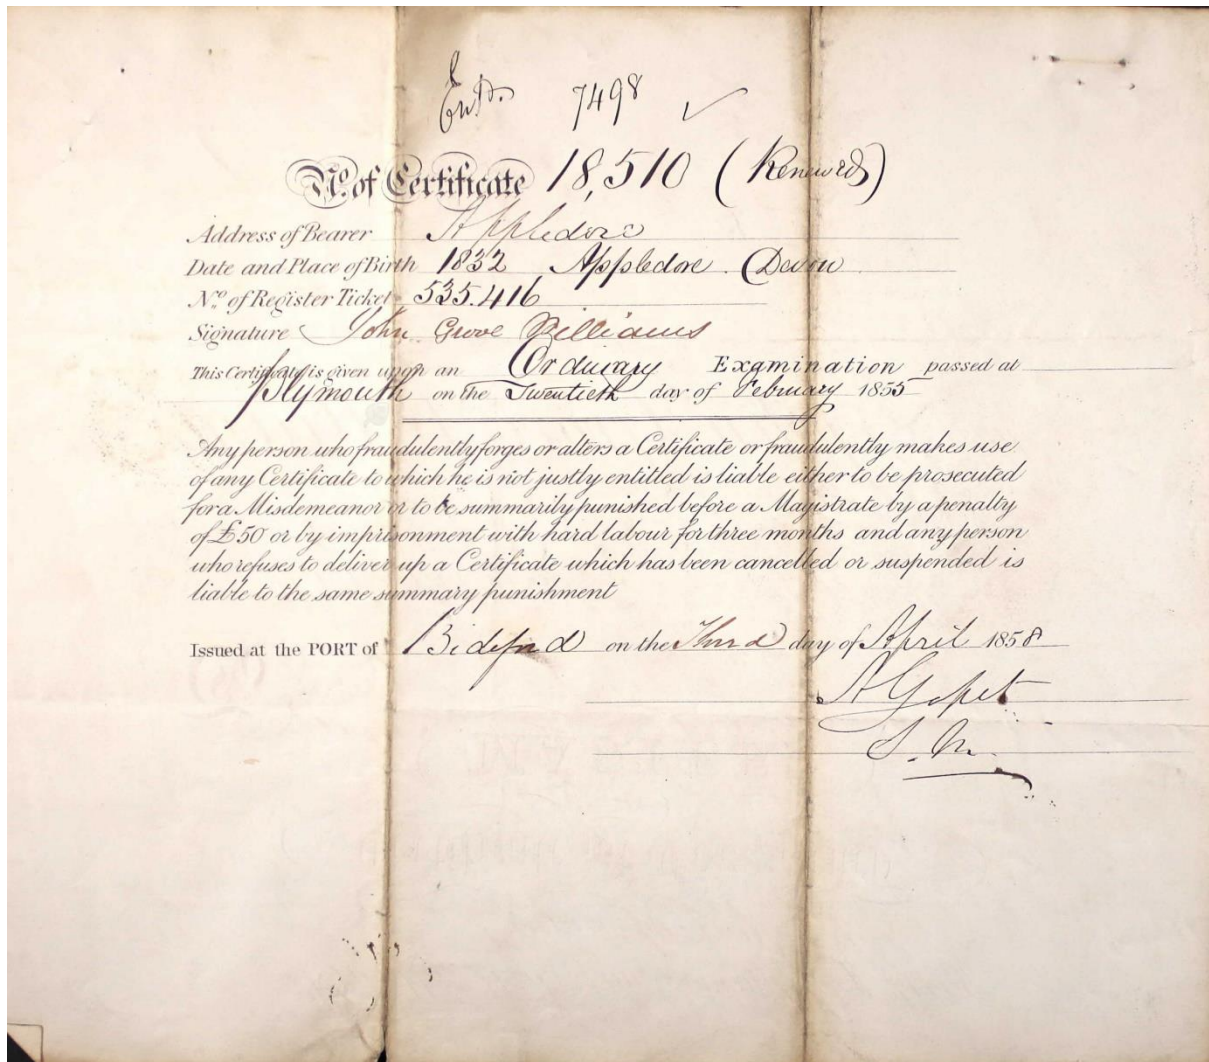 Entd. 7498
No. of Certificate 18,510 (Renewed)
Address of Bearer Appledore
Date and Place of Birth 1832 Appledore Devon
No. of Register Ticket 535.416
Signature John Grove Williams
This Certificate is given upon an Ordinary Examination passed at
Plymouth on the Twentieth day of February 1855
Any person who fraudulently forges or alters a Certificate or fraudulently makes use
of any Certificate to which he is not justly entitled is liable either to be prosecuted
for a Misdemeanor or to be summarily punished before a Magistrate by a penalty
of £50 or by imprisonment with hard labour for three months and any person
who refuses to deliver up a Certificate which has been cancelled or suspended is
liable to the same summary punishment
Issued at the PORT of Bideford on the Third day of April 1858